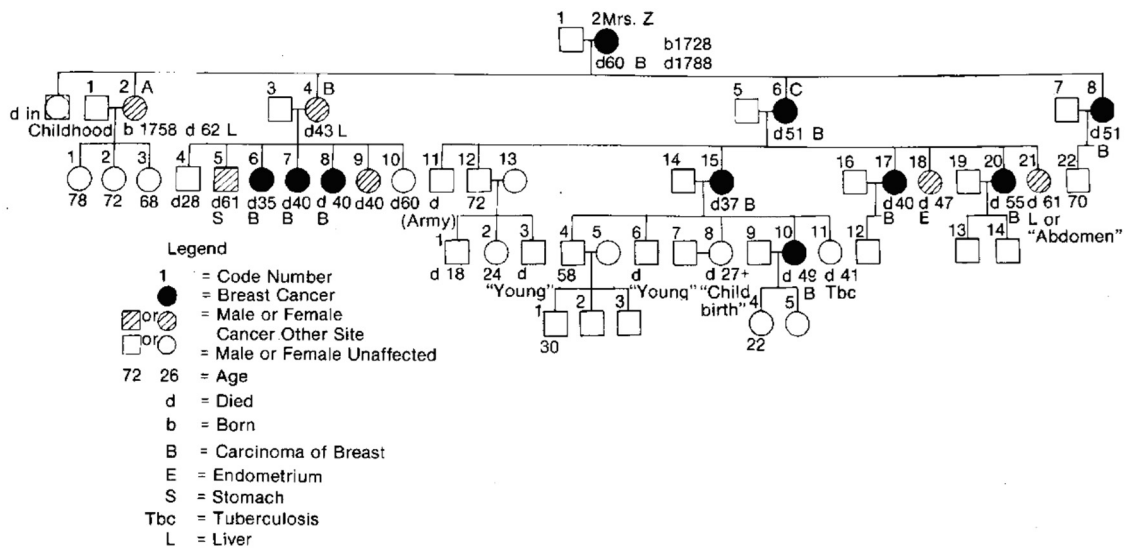 1 2 Mrs. Z
b1728
d60 B d1788
1 2 A 3 4 B 5 6 C 7 8
d in
Childhood b 1758 d 62 L d43 L d51 B d51
B
1 2 3 4 5 6 7 8 9 10 11 12 13 14 15 16 17 18 19 20 21 22
78 72 68 d28 d61 d35 d40 d 40 d40 d60 d 72 d37 B d40 d 47 d 55 d 61 70
S B B B (Army) B E B L or
"Abdomen"
1 2 3 4 5 6 7 8 9 10 11 12 13 14
d 18 24 d 58 d d 27+ d 49 d 41
"Young" "Young" "Child B Tbc
birth"
1 2 3 4 5
30 22
Legend
1 = Code Number
= Breast Cancer
or = Male or Female
Cancer Other Site
or
= Male or Female Unaffected
72 26 = Age
d = Died
b = Born
B = Carcinoma of Breast
E = Endometrium
S = Stomach
Tbc = Tuberculosis
L = Liver